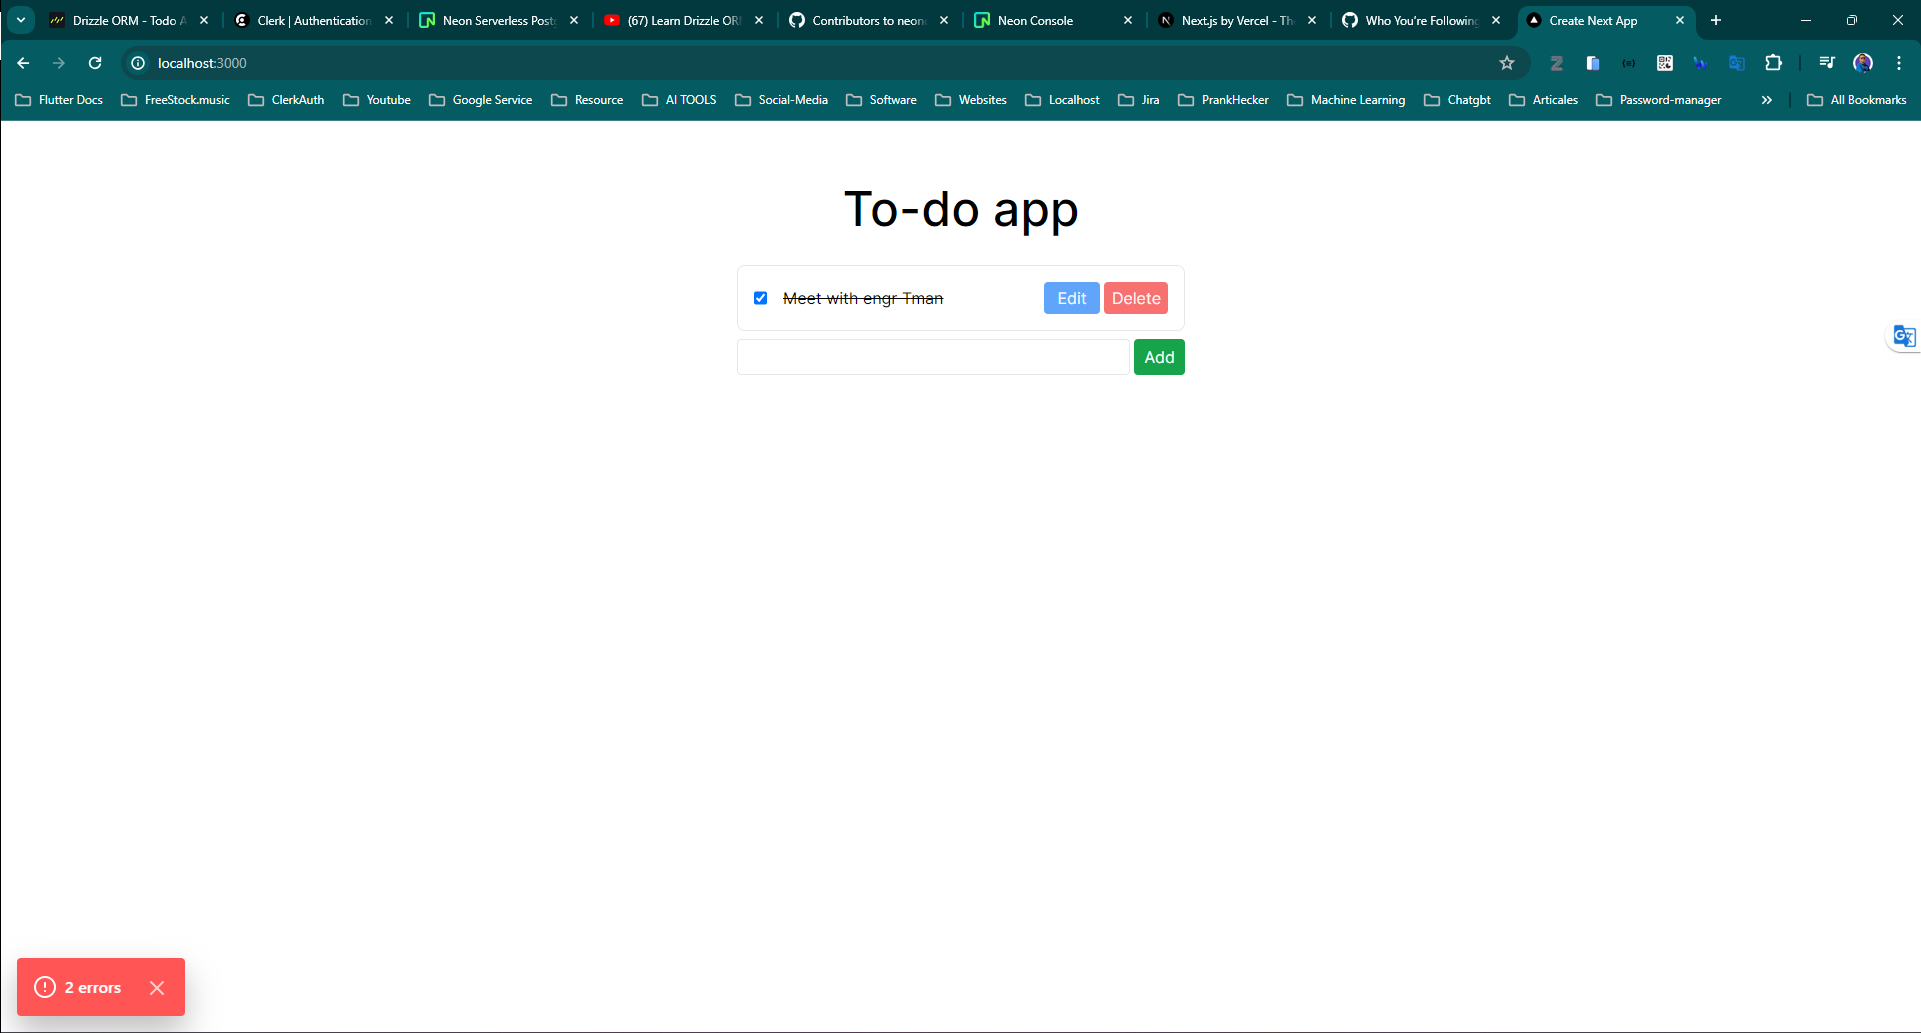 Drizzle ORM - Todo A
Clerk | Authentication
Neon Serverless Post
(67) Learn Drizzle OR
Contributors to neon
Neon Console
Next.js by Vercel - Th
Who You're Following
Create Next App
localhost:3000
Flutter Docs
FreeStock.music
ClerkAuth
Youtube
Google Service
Resource
AI TOOLS
Social-Media
Software
Websites
Localhost
Jira
PrankHecker
Machine Learning
Chatgbt
Articales
Password-manager
All Bookmarks
To-do app
Meet with engr Tman
Edit
Delete
Add
2 errors